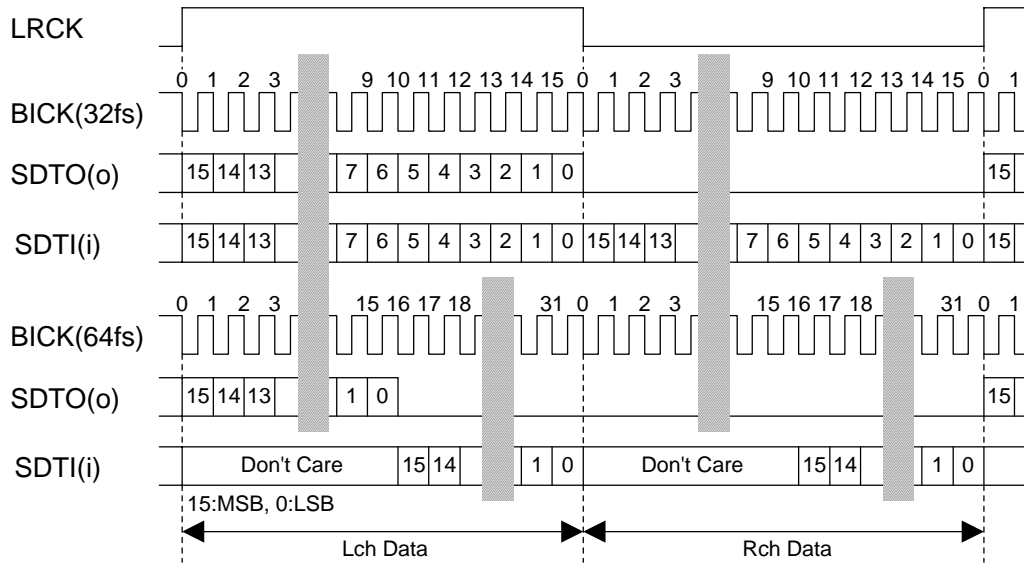 LRCK
0 1 2 3 9 10 11 12 13 14 15 0 1 2 3 9 10 11 12 13 14 15 0 1
BICK(32fs)
SDTO(o) 15 14 13 7 6 5 4 3 2 1 0 15
SDTI(i) 15 14 13 7 6 5 4 3 2 1 0 15 14 13 7 6 5 4 3 2 1 0 15
0 1 2 3 15 16 17 18 31 0 1 2 3 15 16 17 18 31 0 1
BICK(64fs)
SDTO(o) 15 14 13 1 0 15
SDTI(i) Don't Care 15 14 1 0 Don't Care 15 14 1 0
15:MSB, 0:LSB
Lch Data Rch Data